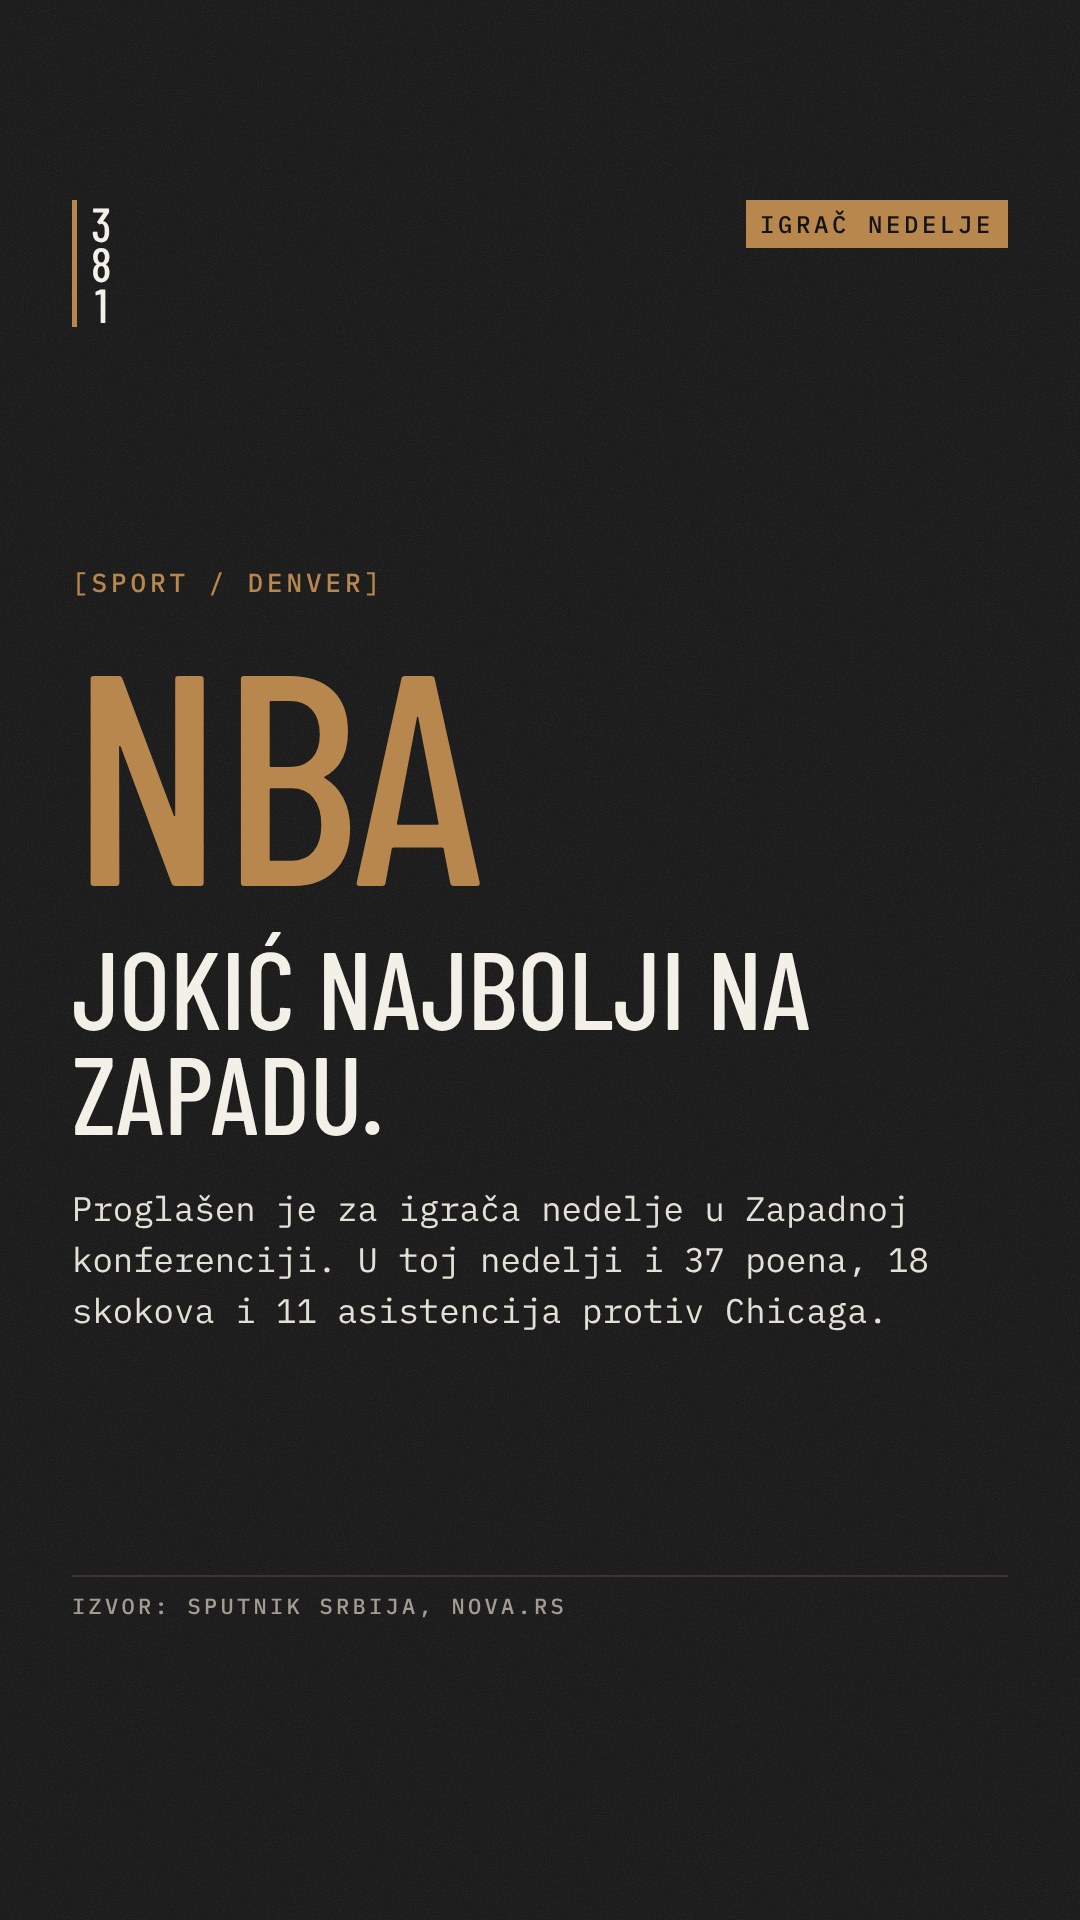 3
8
1
IGRAČ NEDELJE
[SPORT / DENVER]
NBA
JOKIĆ NAJBOLJI NA
ZAPADU.
Proglašen je za igrača nedelje u Zapadnoj
konferenciji. U toj nedelji i 37 poena, 18
skokova i 11 asistencija protiv Chicaga.
IZVOR: SPUTNIK SRBIJA, NOVA.RS